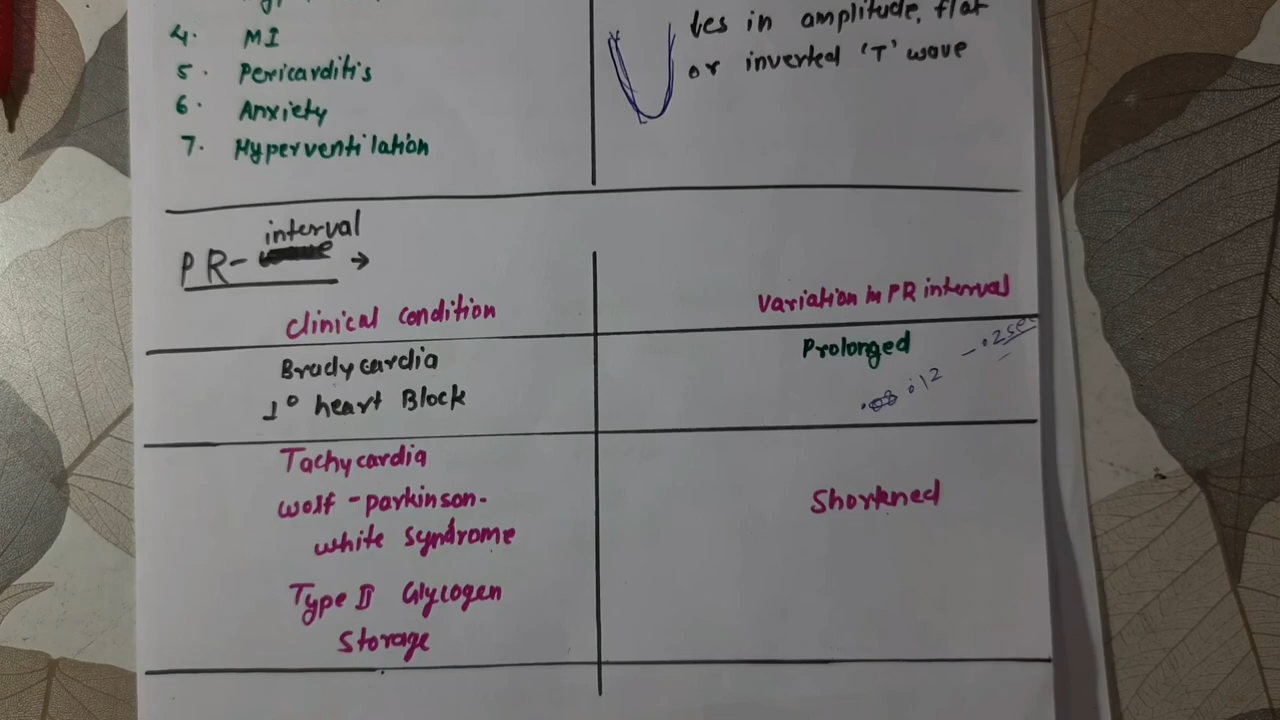 4. MI
5. Pericarditis
6. Anxiety
7. Hyperventilation
tes in amplitude, flat
or inverted 'T' wave
PR- interval →
Clinical condition
Variation in PR interval
Bradycardia
1° heart Block
Prolonged
.12 – .2sec
Tachycardia
wolf - parkinson-
white syndrome
Type II Glycogen
Storage
Shortened